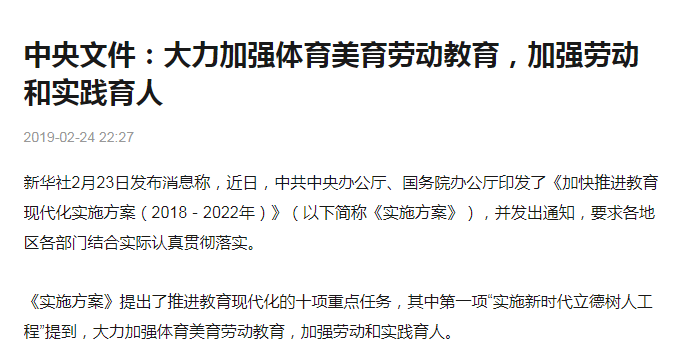 中央文件：大力加强体育美育劳动教育，加强劳动
和实践育人
2019-02-24 22:27
新华社2月23日发布消息称，近日，中共中央办公厅、国务院办公厅印发了《加快推进教育
现代化实施方案（2018－2022年）》（以下简称《实施方案》），并发出通知，要求各地
区各部门结合实际认真贯彻落实。
《实施方案》提出了推进教育现代化的十项重点任务，其中第一项“实施新时代立德树人工
程”提到，大力加强体育美育劳动教育，加强劳动和实践育人。